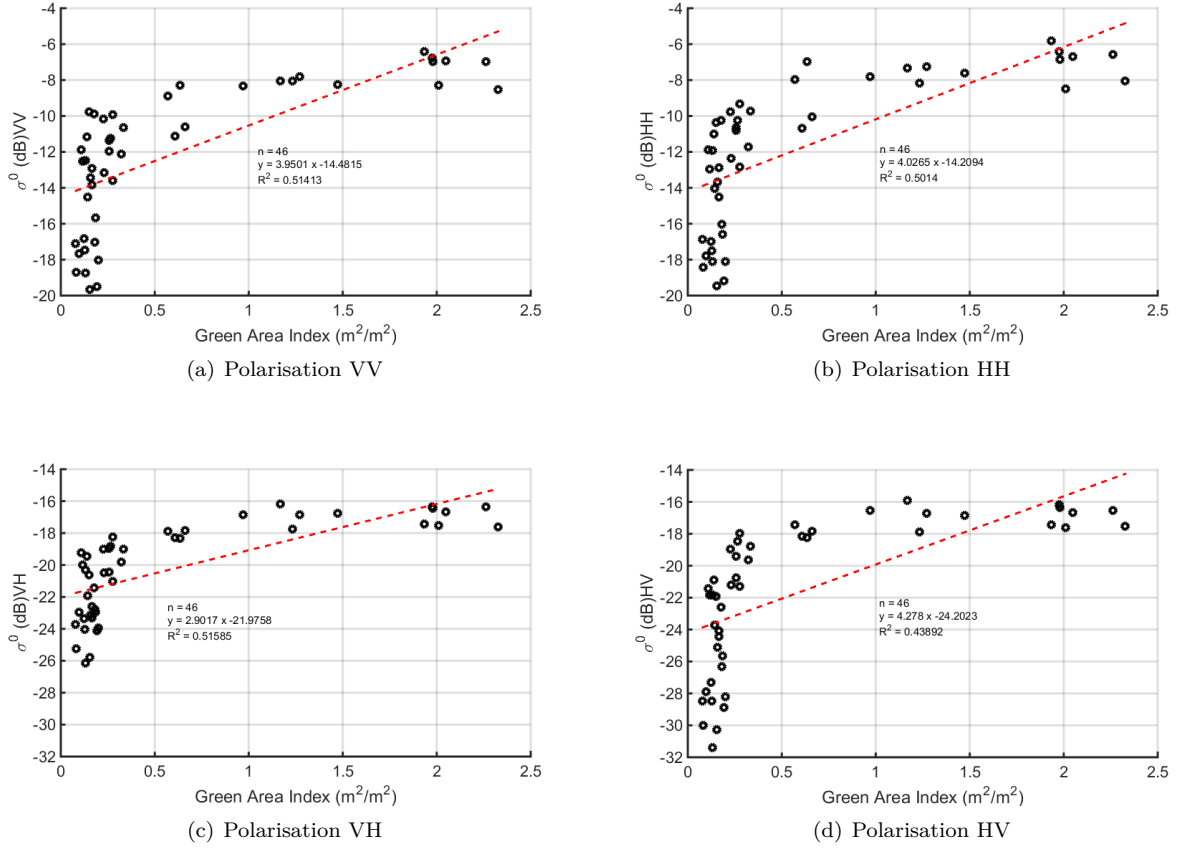 -4
-6
-8
-10
-12
-14
-16
-18
-20
σ⁰ (dB)VV
n = 46
y = 3.9501 x -14.4815
R² = 0.51413
0 0.5 1 1.5 2 2.5
Green Area Index (m²/m²)
(a) Polarisation VV
-4
-6
-8
-10
-12
-14
-16
-18
-20
σ⁰ (dB)HH
n = 46
y = 4.0265 x -14.2094
R² = 0.5014
0 0.5 1 1.5 2 2.5
Green Area Index (m²/m²)
(b) Polarisation HH
-14
-16
-18
-20
-22
-24
-26
-28
-30
-32
σ⁰ (dB)VH
n = 46
y = 2.9017 x -21.9758
R² = 0.51585
0 0.5 1 1.5 2 2.5
Green Area Index (m²/m²)
(c) Polarisation VH
-14
-16
-18
-20
-22
-24
-26
-28
-30
-32
σ⁰ (dB)HV
n = 46
y = 4.278 x -24.2023
R² = 0.43892
0 0.5 1 1.5 2 2.5
Green Area Index (m²/m²)
(d) Polarisation HV